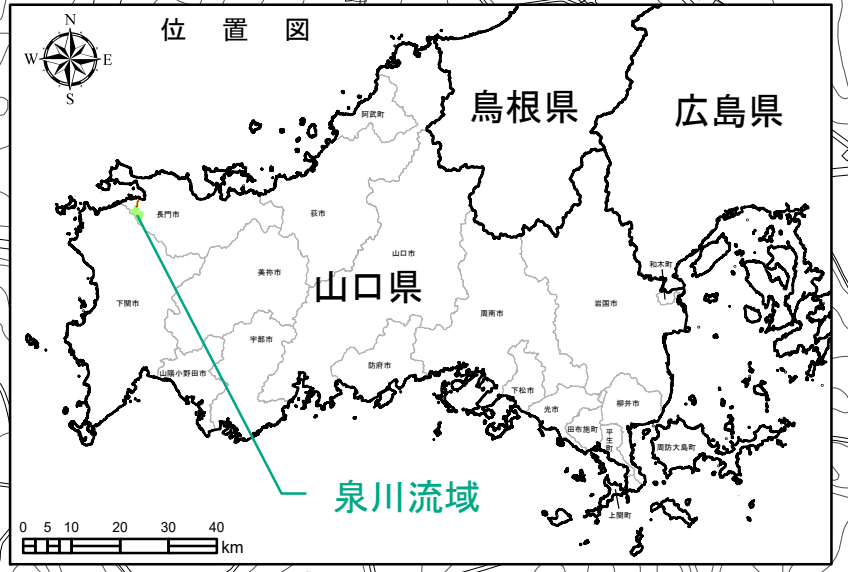 位置図
N
W
E
S
鳥根県
広島県
阿武町
長門市
萩市
山口市
和木町
美祢市
山口県
下関市
周南市
岩国市
宇部市
防府市
山陽小野田市
下松市
光市
柳井市
田布施町
平生町
周防大島町
上関町
泉川流域
0 5 10 20 30 40
km